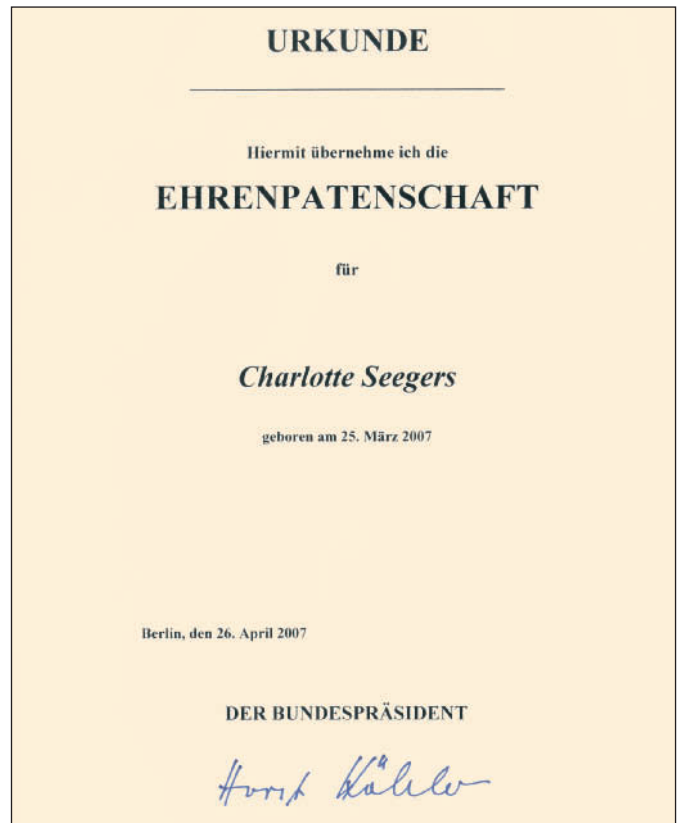 URKUNDE
Hiermit übernehme ich die
EHRENPATENSCHAFT
für
Charlotte Seegers
geboren am 25. März 2007
Berlin, den 26. April 2007
DER BUNDESPRÄSIDENT
Horst Köhler